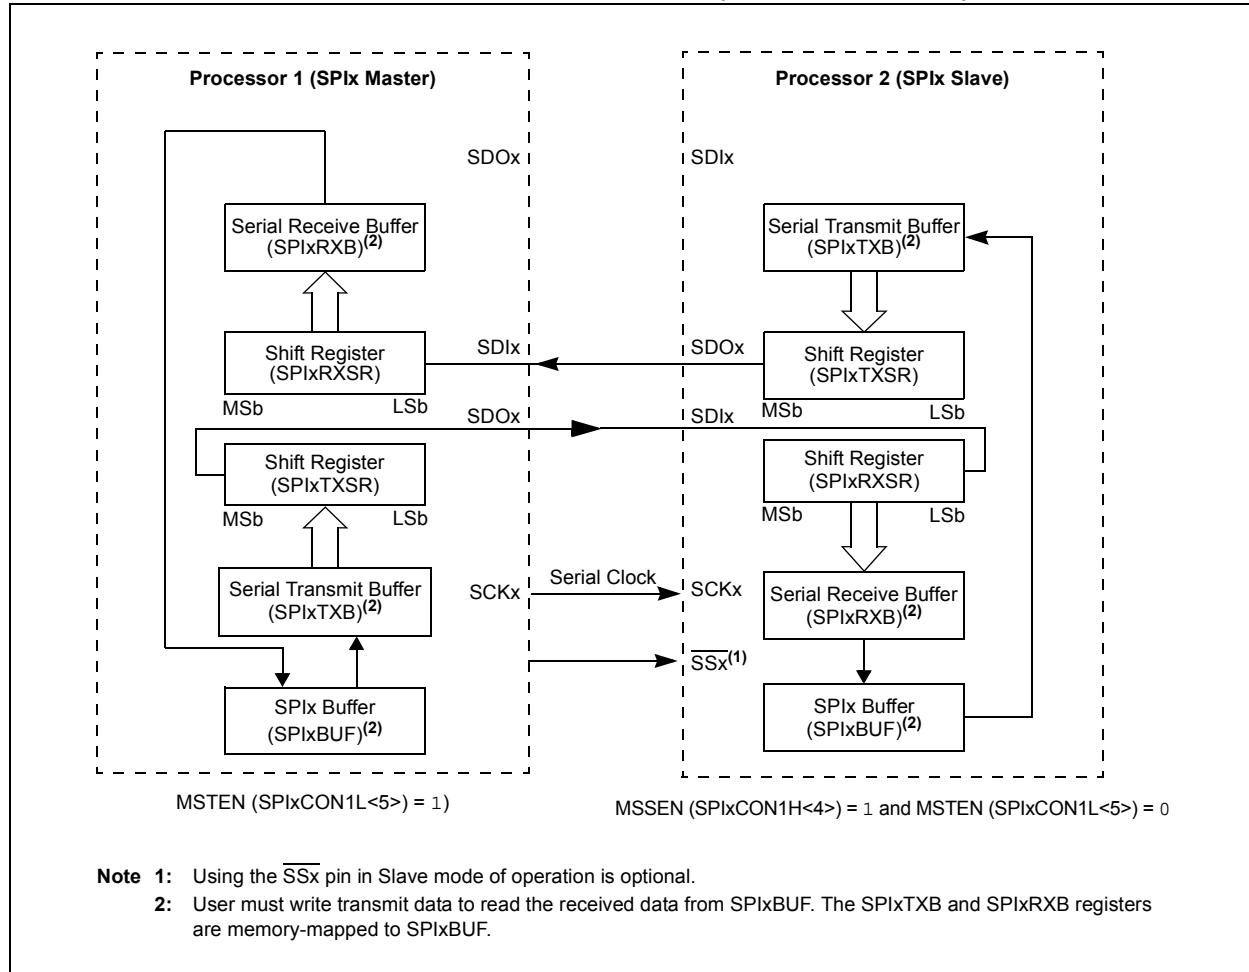 Processor 1 (SPIx Master)
SDOx
Serial Receive Buffer
(SPIxRXB)(2)
Shift Register
(SPIxRXSR)
SDIx
MSb
LSb
SDOx
Shift Register
(SPIxTXSR)
MSb
LSb
Serial Transmit Buffer
(SPIxTXB)(2)
SCKx
SPIx Buffer
(SPIxBUF)(2)
MSTEN (SPIxCON1L<5>) = 1)
Serial Clock
Processor 2 (SPIx Slave)
SDIx
Serial Transmit Buffer
(SPIxTXB)(2)
SDOx
Shift Register
(SPIxTXSR)
MSb
LSb
SDIx
Shift Register
(SPIxRXSR)
MSb
LSb
SCKx
Serial Receive Buffer
(SPIxRXB)(2)
SSx(1)
SPIx Buffer
(SPIxBUF)(2)
MSSEN (SPIxCON1H<4>) = 1 and MSTEN (SPIxCON1L<5>) = 0
Note 1: Using the SSx pin in Slave mode of operation is optional.
2: User must write transmit data to read the received data from SPIxBUF. The SPIxTXB and SPIxRXB registers
are memory-mapped to SPIxBUF.